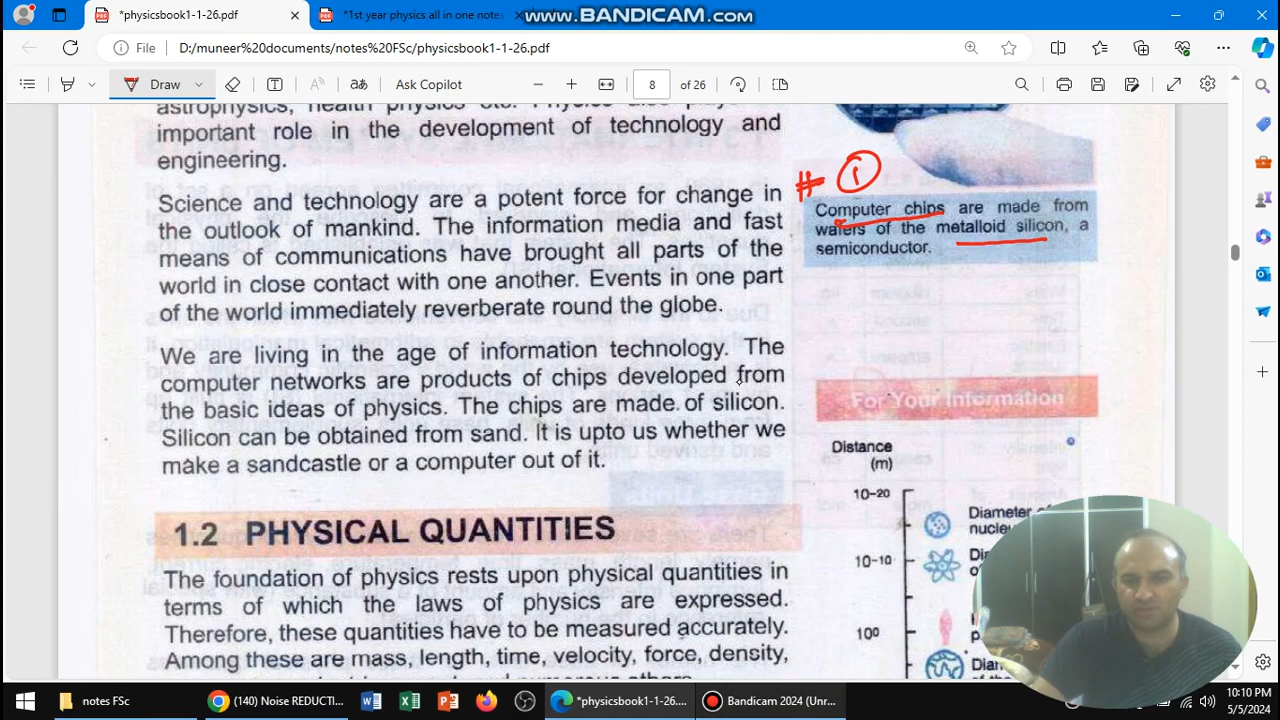 *physicsbook1-1-26.pdf
*1st year physics all in one notes
www.BANDICAM.com
File
D:/muneer%20documents/notes%20FSc/physicsbook1-1-26.pdf
Draw
Ask Copilot
8
of 26
astrophysics, health physics etc. Physics also plays
important role in the development of technology and
engineering.
Science and technology are a potent force for change in
the outlook of mankind. The information media and fast
means of communications have brought all parts of the
world in close contact with one another. Events in one part
of the world immediately reverberate round the globe.
We are living in the age of information technology. The
computer networks are products of chips developed from
the basic ideas of physics. The chips are made of silicon.
Silicon can be obtained from sand. It is upto us whether we
make a sandcastle or a computer out of it.
1.2 PHYSICAL QUANTITIES
The foundation of physics rests upon physical quantities in
terms of which the laws of physics are expressed.
Therefore, these quantities have to be measured accurately.
Among these are mass, length, time, velocity, force, density,
# i
Computer chips are made from
wafers of the metalloid silicon, a
semiconductor.
For Your Information
Distance
(m)
10-20
Diameter of
10-10
100
notes FSc
(140) Noise REDUCTI...
*physicsbook1-1-26....
Bandicam 2024 (Unr...
10:10 PM
5/5/2024